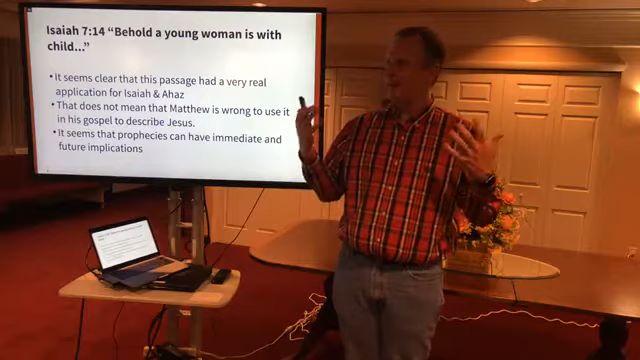 Isaiah 7:14 “Behold a young woman is with
child...”
• It seems clear that this passage had a very real
application for Isaiah & Ahaz
• That does not mean that Matthew is wrong to use it
in his gospel to describe Jesus.
• It seems that prophecies can have immediate and
future implications